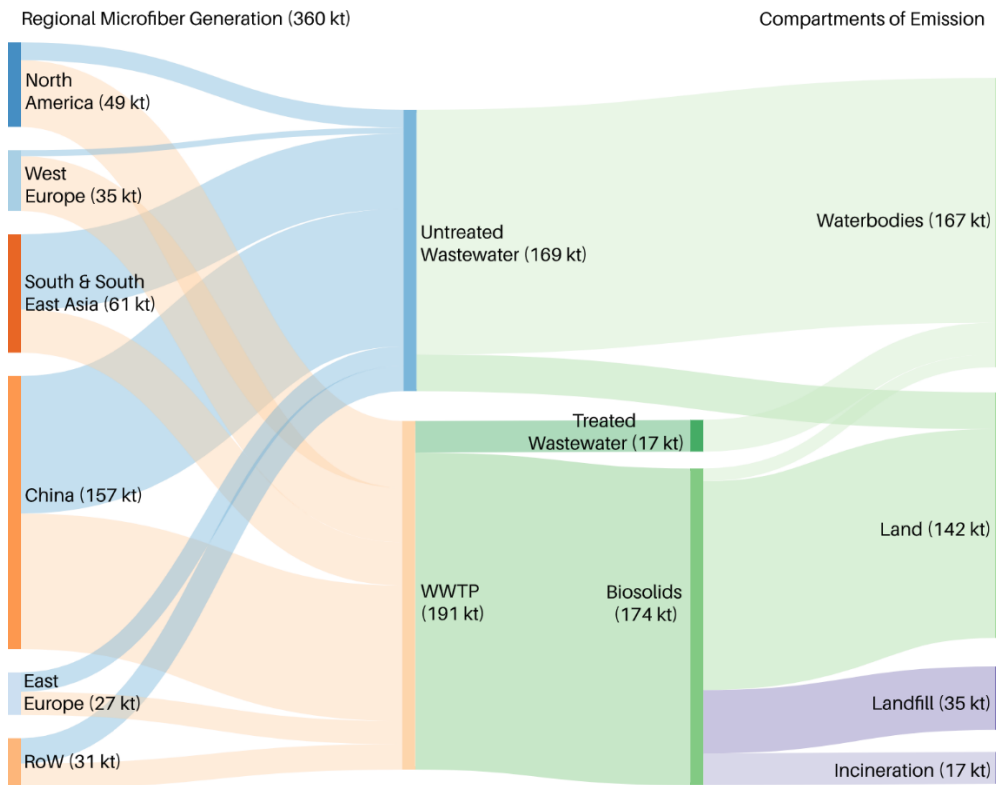 Regional Microfiber Generation (360 kt)
Compartments of Emission
North
America (49 kt)
West
Europe (35 kt)
South & South
East Asia (61 kt)
China (157 kt)
East
Europe (27 kt)
RoW (31 kt)
Untreated
Wastewater (169 kt)
WWTP
(191 kt)
Treated
Wastewater (17 kt)
Biosolids
(174 kt)
Waterbodies (167 kt)
Land (142 kt)
Landfill (35 kt)
Incineration (17 kt)